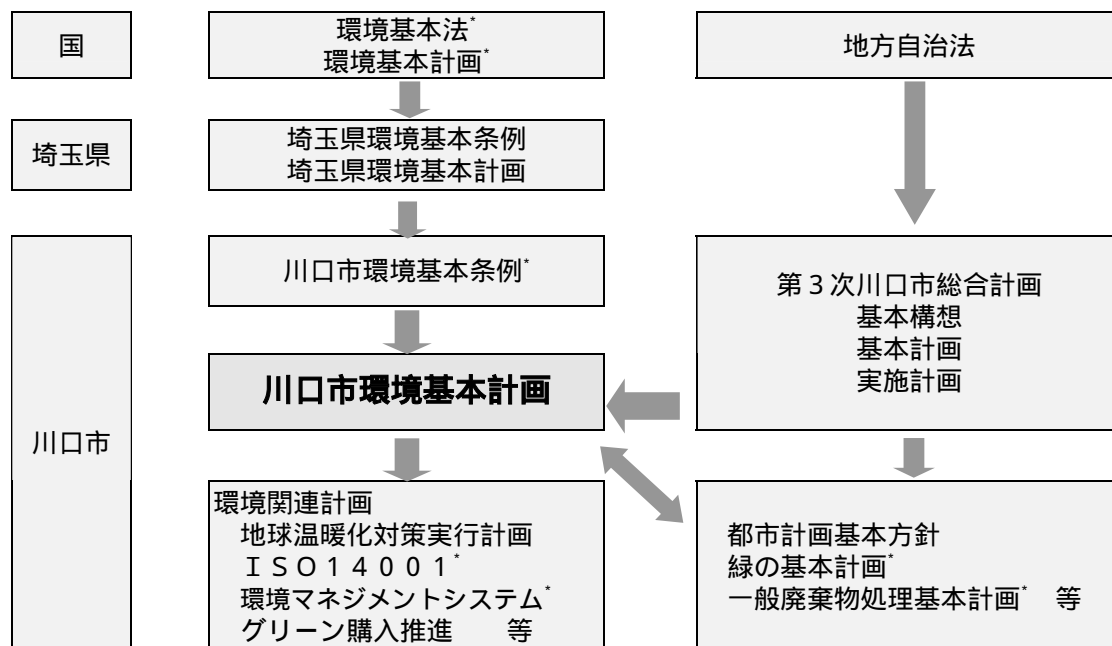 国
環境基本法*
環境基本計画*
地方自治法
埼玉県
埼玉県環境基本条例
埼玉県環境基本計画
川口市
川口市環境基本条例*
第3次川口市総合計画
基本構想
基本計画
実施計画
川口市環境基本計画
環境関連計画
地球温暖化対策実行計画
ISO14001*
環境マネジメントシステム*
グリーン購入推進　等
都市計画基本方針
緑の基本計画*
一般廃棄物処理基本計画*　等